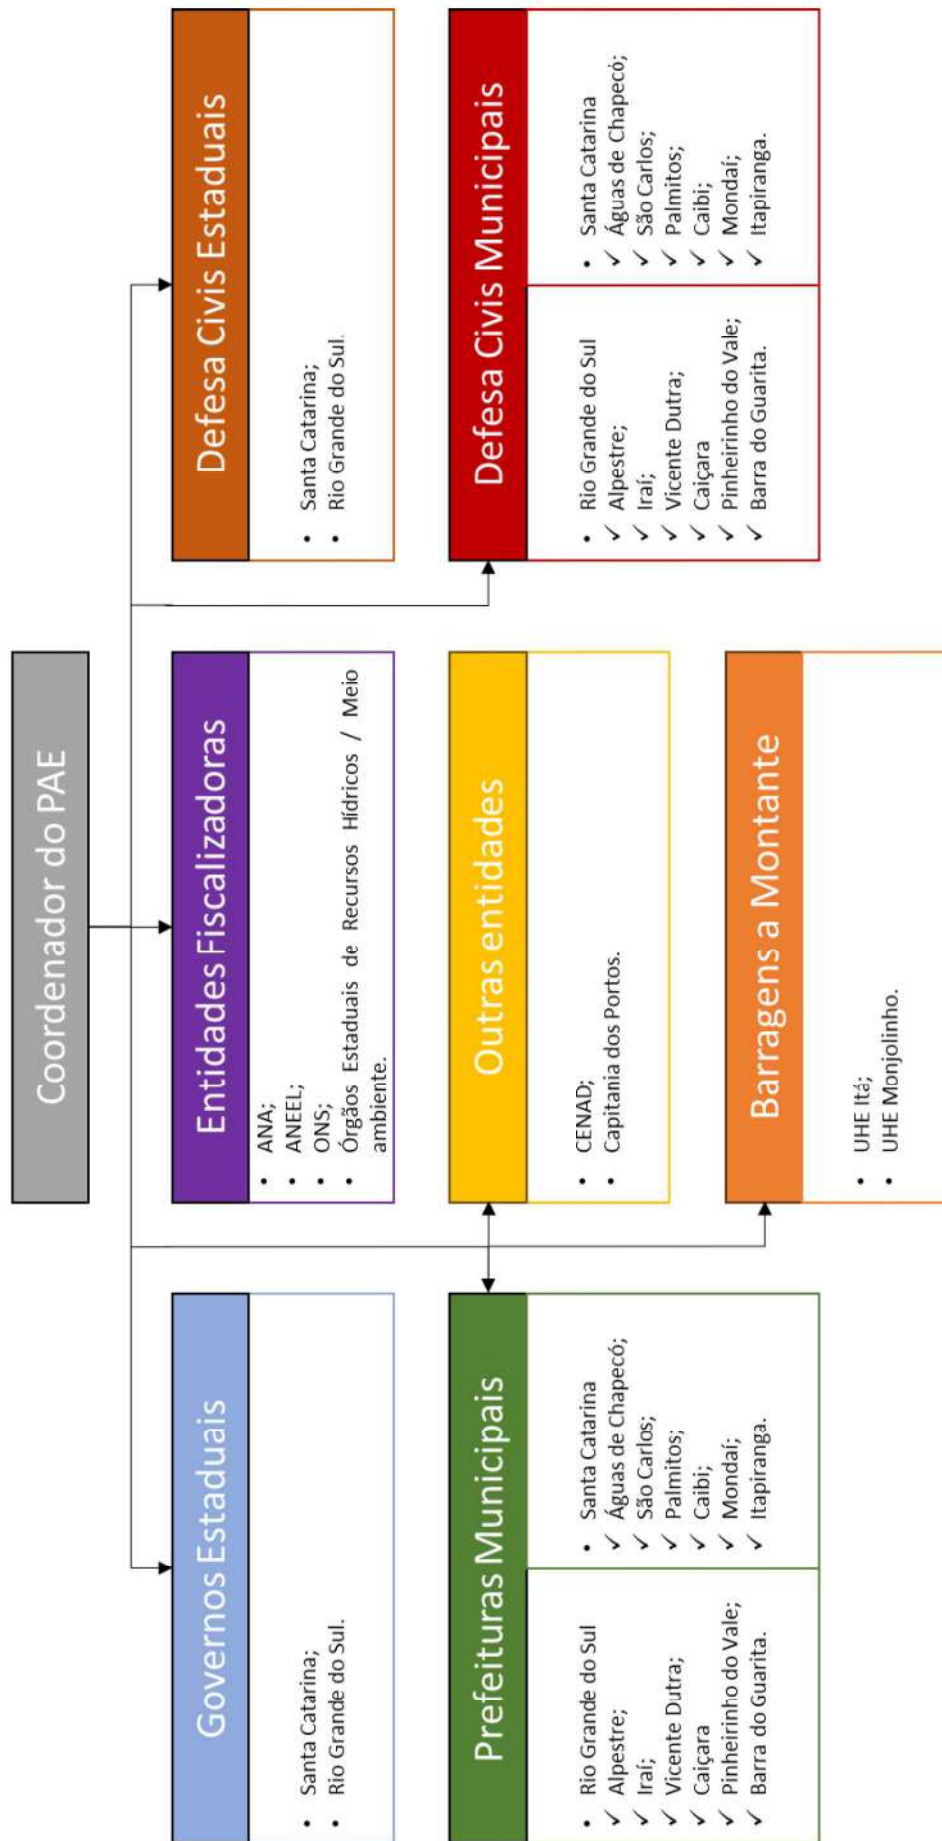 Coordenador do PAE
Governos Estaduais
• Santa Catarina;
• Rio Grande do Sul.
Entidades Fiscalizadoras
• ANA;
• ANEEL;
• ONS;
• Órgãos Estaduais de Recursos Hídricos / Meio
ambiente.
Defesa Civis Estaduais
• Santa Catarina;
• Rio Grande do Sul.
Prefeituras Municipais
• Rio Grande do Sul
✓ Alpestre;
✓ Iraí;
✓ Vicente Dutra;
✓ Caiçara
✓ Pinheirinho do Vale;
✓ Barra do Guarita.
• Santa Catarina
✓ Águas de Chapecó;
✓ São Carlos;
✓ Palmitos;
✓ Caibi;
✓ Mondaí;
✓ Itapiranga.
Outras entidades
• CENAD;
• Capitania dos Portos.
Defesa Civis Municipais
• Rio Grande do Sul
✓ Alpestre;
✓ Iraí;
✓ Vicente Dutra;
✓ Caiçara
✓ Pinheirinho do Vale;
✓ Barra do Guarita.
• Santa Catarina
✓ Águas de Chapecó;
✓ São Carlos;
✓ Palmitos;
✓ Caibi;
✓ Mondaí;
✓ Itapiranga.
Barragens a Montante
• UHE Itá;
• UHE Monjolinho.